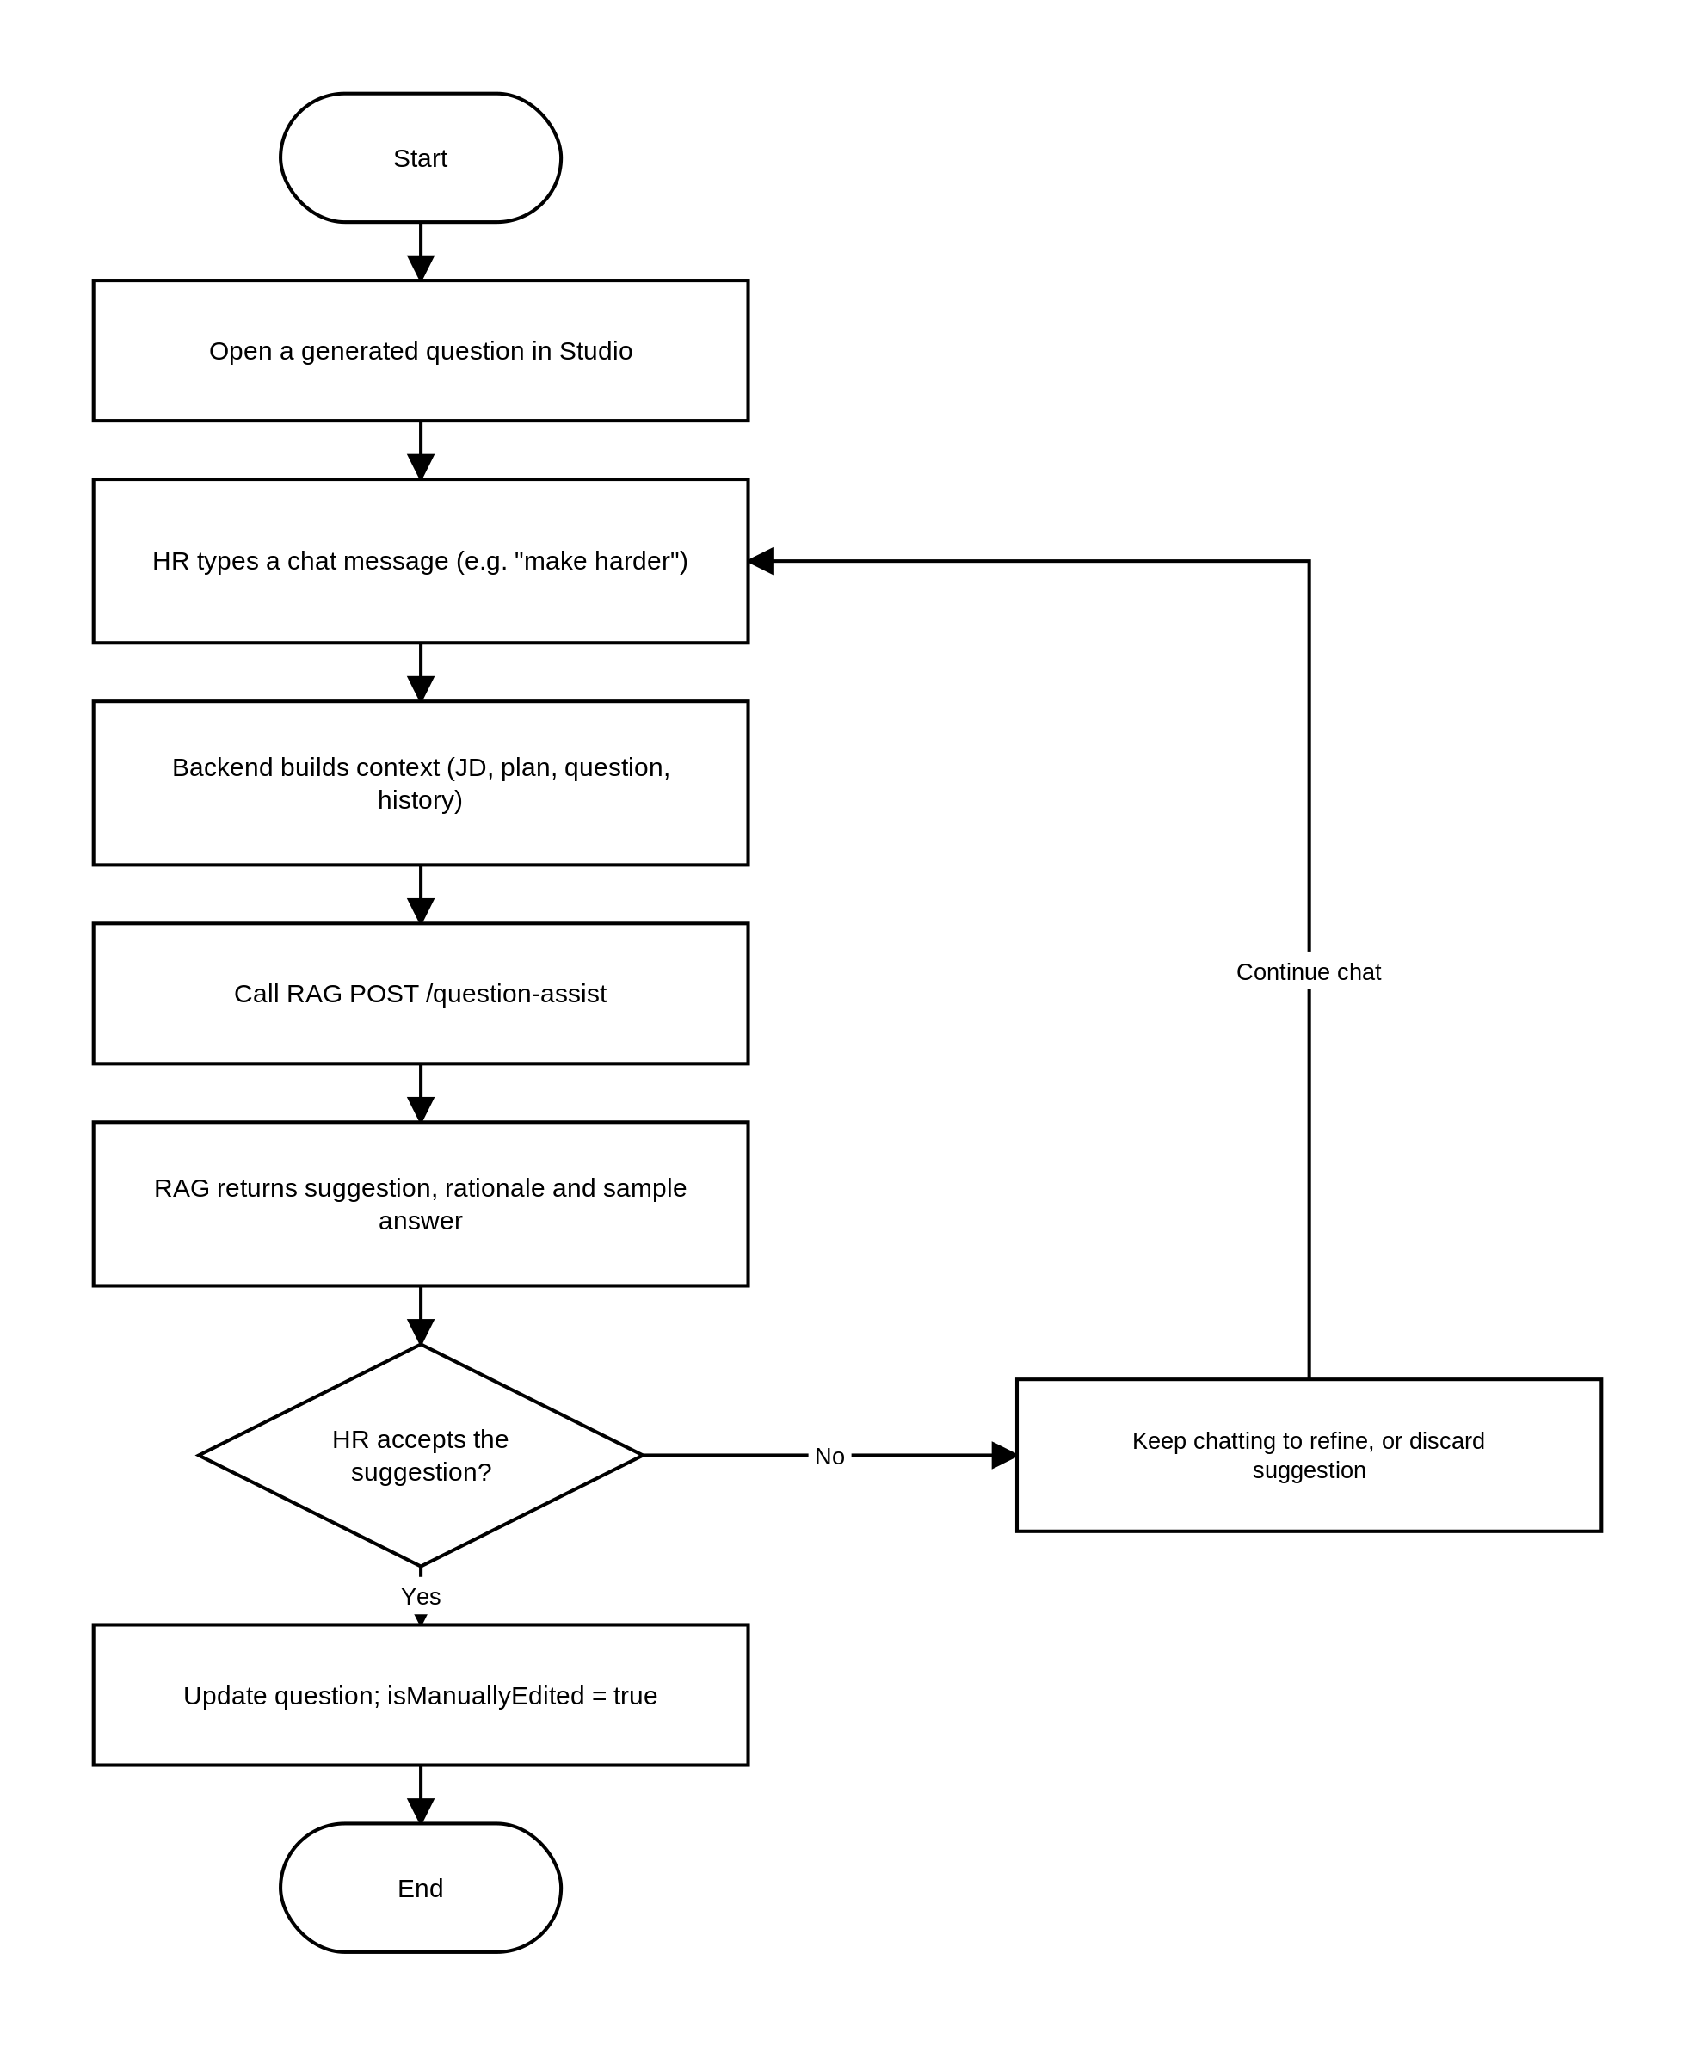 Start
Open a generated question in Studio
HR types a chat message (e.g. "make harder")
Backend builds context (JD, plan, question,
history)
Call RAG POST /question-assist
Continue chat
RAG returns suggestion, rationale and sample
answer
HR accepts the
suggestion?
No
Keep chatting to refine, or discard
suggestion
Yes
Update question; isManuallyEdited = true
End